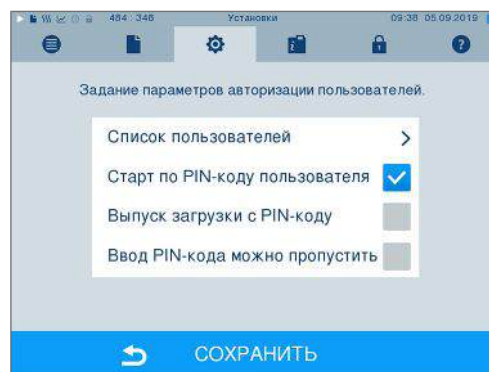 484 : 346 Установки 09:38 05.09.2019
Задание параметров авторизации пользователей.
Список пользователей
Старт по PIN-коду пользователя
Выпуск загрузки с PIN-коду
Ввод PIN-кода можно пропустить
СОХРАНИТЬ